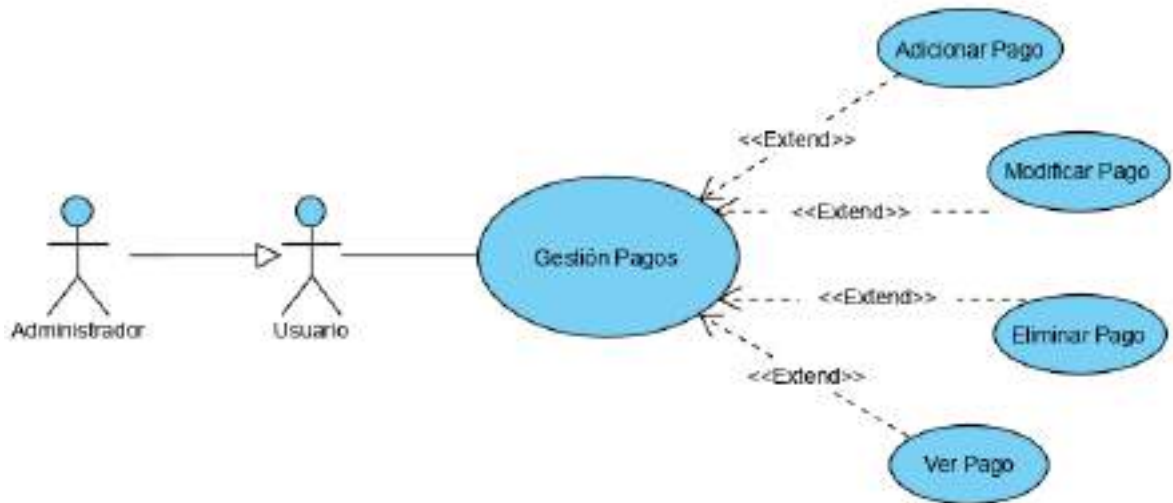 Adicionar Pago
<<Extend>>
Modificar Pago
<<Extend>>
Gestión Pagos
<<Extend>>
Administrador
Usuario
Eliminar Pago
<<Extend>>
Ver Pago